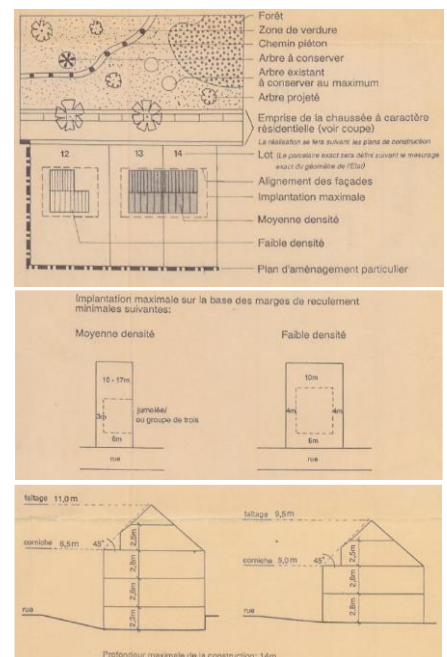 Forêt
Zone de verdure
Chemin piéton
Arbre à conserver
Arbre existant
à conserver au maximum
Arbre projeté
Emprise de la chaussée à caractère
résidentielle (voir coupe)
La réalisation se fera suivant les plans de construction
12 13 14
Lot (Le parcelaire exact sera défini suivant le mesurage
exact du géomètre de l'Etat)
Alignement des façades
Implantation maximale
Moyenne densité
Faible densité
Plan d'aménagement particulier
Implantation maximale sur la base des marges de reculement
minimales suivantes:
Moyenne densité Faible densité
10 - 17m
3m
jumelée/
ou groupe de trois
6m
rue
10m
4m 4m
6m
rue
faîtage 11,0 m
corniche 6,5m 45°
2,5m
2,8m
2,8m
rue
faîtage 9,5m
corniche 5,0m 45°
2,5m
2,8m
2,8m
rue
Profondeur maximale de la construction: 14m